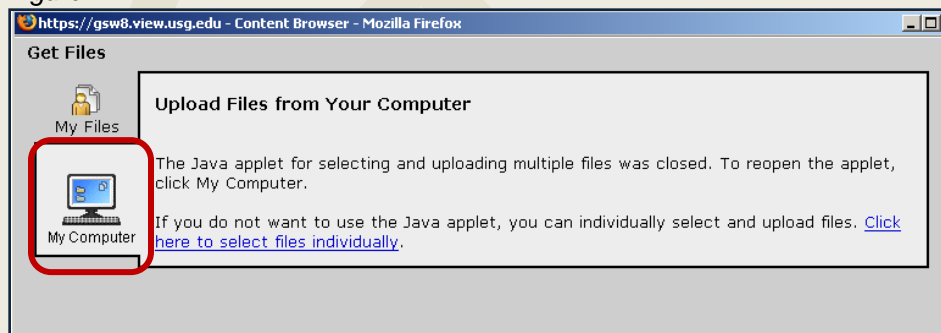 https://gsw8.view.usg.edu - Content Browser - Mozilla Firefox
Get Files
My Files
Upload Files from Your Computer
The Java applet for selecting and uploading multiple files was closed. To reopen the applet,
click My Computer.
My Computer
If you do not want to use the Java applet, you can individually select and upload files. Click
here to select files individually.